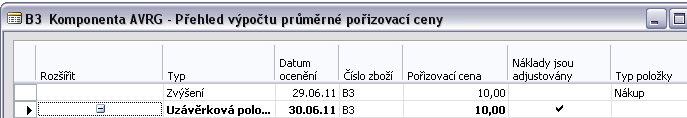 B3 Komponenta AVRG - Přehled výpočtu průměrné pořizovací ceny
Rozšířit Typ Datum ocenění Číslo zboží Pořizovací cena Náklady jsou adjustovány Typ položky
Zvýšení 29.06.11 B3 10,00 Nákup
Uzávěrková polo... 30.06.11 B3 10,00